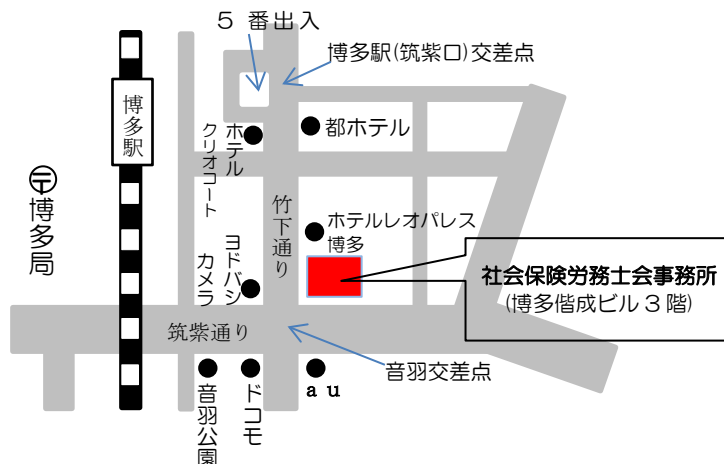 5 番出入
博多駅(筑紫口)交差点
博多駅
都ホテル
ホテル
クリオコート
〶博多局
竹下通り
ホテルレオパレス
博多
ヨドバシ
カメラ
社会保険労務士会事務所
(博多偕成ビル 3 階)
筑紫通り
音羽交差点
音羽公園
ドコモ
au